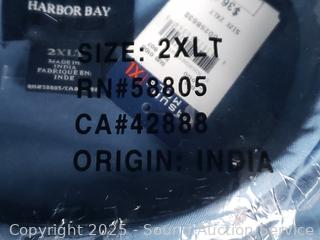 HARBOR BAY
$36
2XLT
MADE IN
INDIA
FABRIQUÉ EN
INDE
SIZE: 2XLT
RN#58805
CA#42888
ORIGIN: INDIA
Copyright 2025 - Sound Auction Service